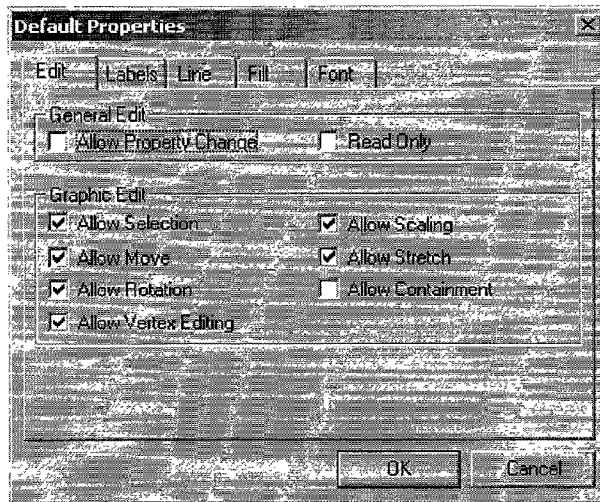 Default Properties
Edit Labels Line Fill Font
General Edit
Allow Property Change Read Only
Graphic Edit
Allow Selection Allow Scaling
Allow Move Allow Stretch
Allow Rotation Allow Containment
Allow Vertex Editing
OK Cancel